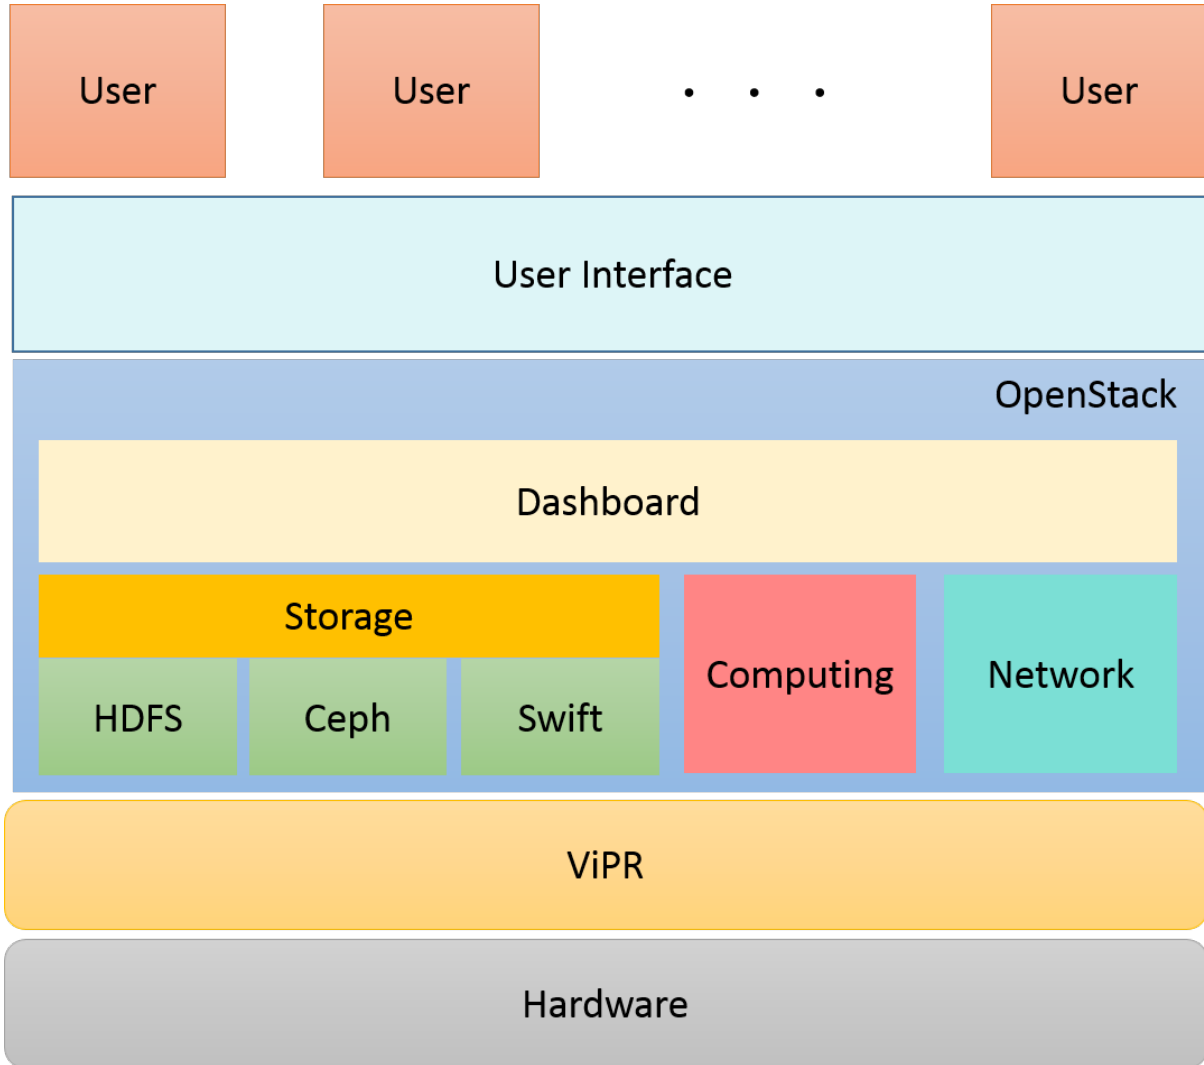 User User . . . User
User Interface
OpenStack
Dashboard
Storage
HDFS Ceph Swift
Computing
Network
ViPR
Hardware